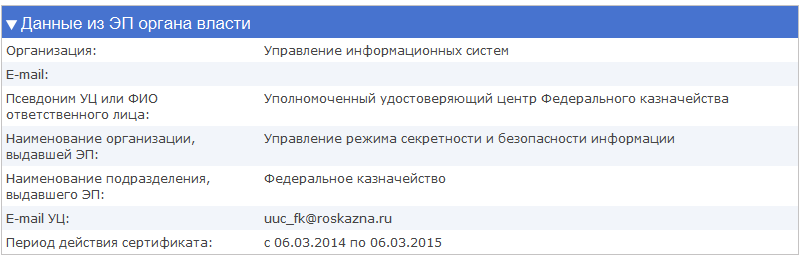 ▼ Данные из ЭП органа власти
Организация: Управление информационных систем
E-mail:
Псевдоним УЦ или ФИО Уполномоченный удостоверяющий центр Федерального казначейства
ответственного лица:
Наименование организации, Управление режима секретности и безопасности информации
выдавшей ЭП:
Наименование подразделения, Федеральное казначейство
выдавшего ЭП:
E-mail УЦ: uuc_fk@roskazna.ru
Период действия сертификата: с 06.03.2014 по 06.03.2015